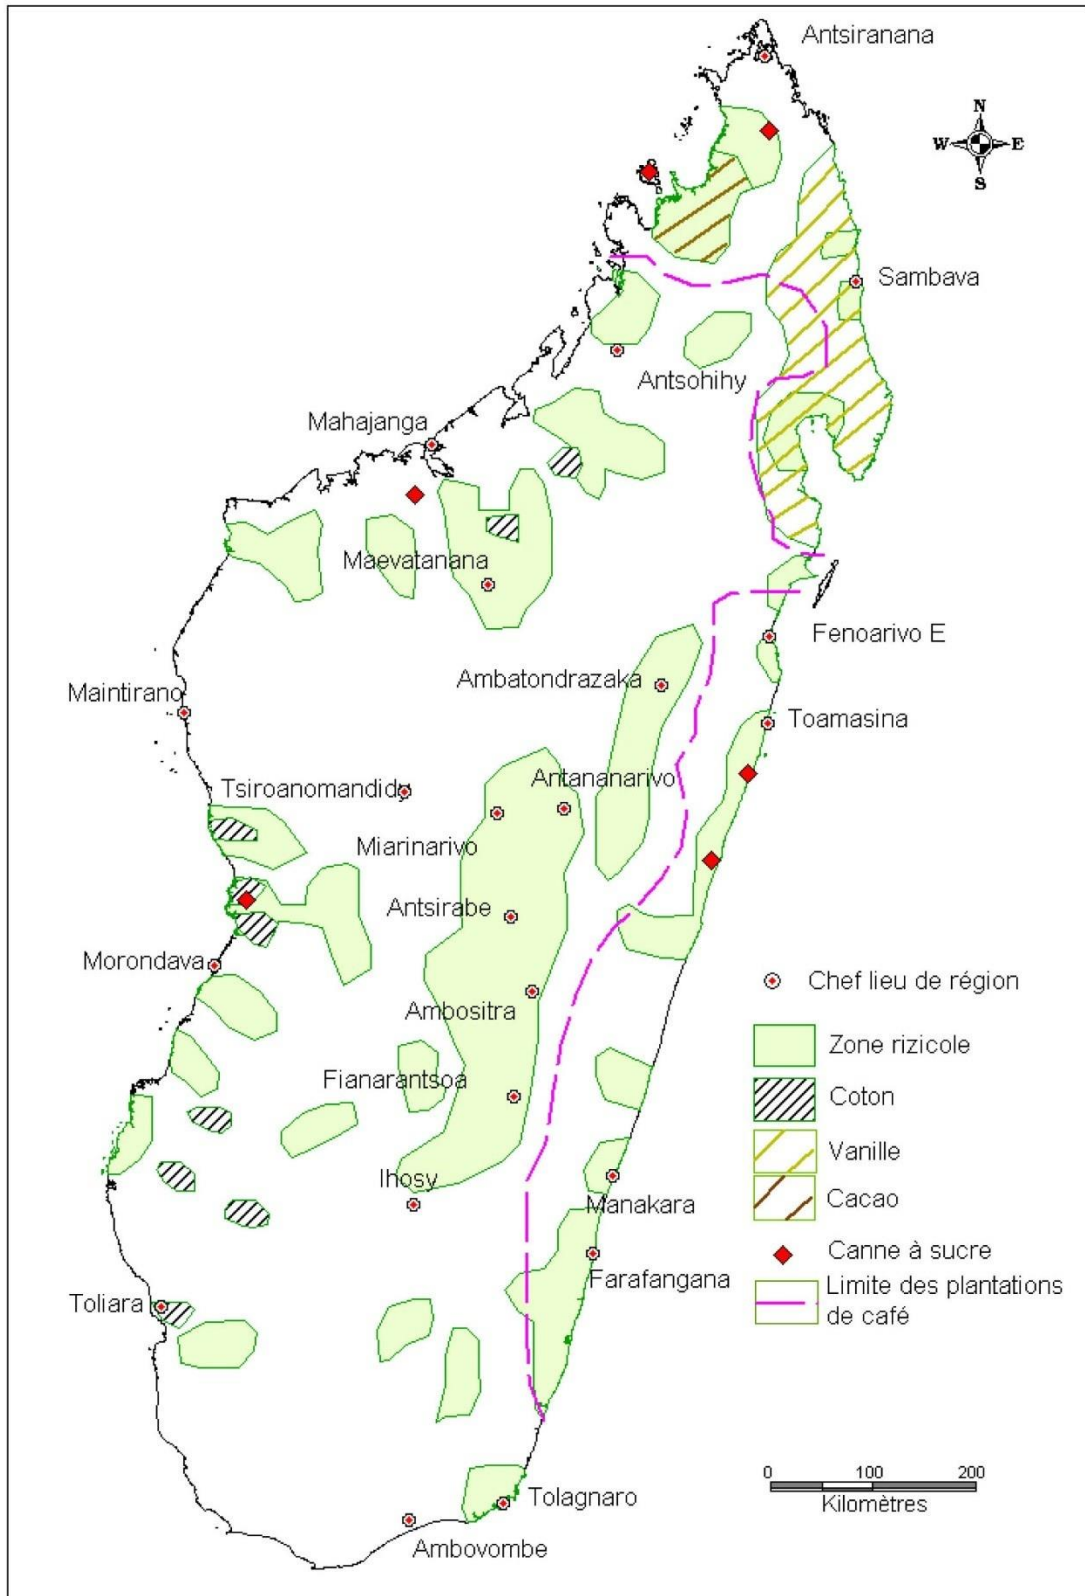 Antsiranana
N
W E
S
Sambava
Antsohihy
Mahajanga
Maevatanana
Fenoarivo E
Ambatondrazaka
Maintirano
Toamasina
Tsiroanomandidy
Antananarivo
Miarinarivo
Antsirabe
Morondava
Ambositra
Fianarantsoa
Ihosy
Manakara
Farafangana
Toliara
Tolagnaro
Ambovombe
Chef lieu de région
Zone rizicole
Coton
Vanille
Cacao
Canne à sucre
Limite des plantations
de café
0 100 200
Kilomètres